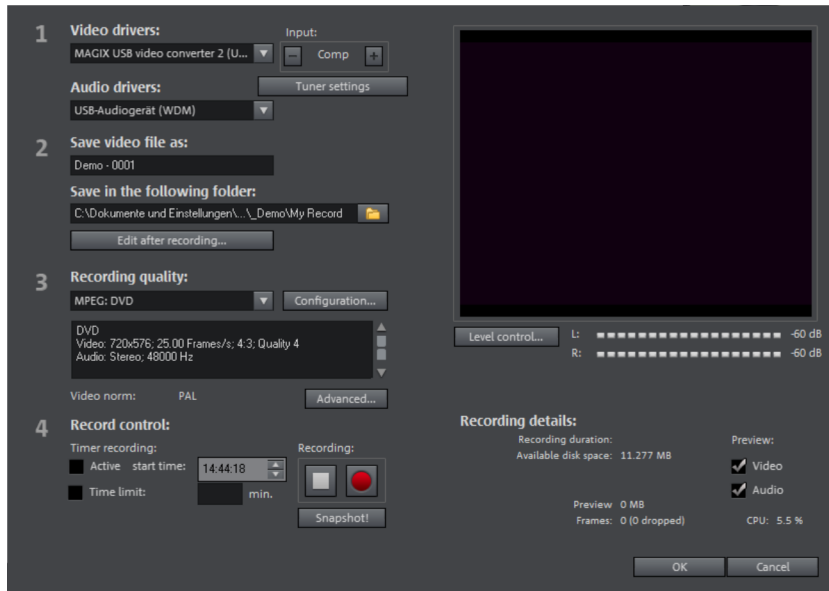 1
Video drivers:
Input:
MAGIX USB video converter 2 (U...
Comp
Audio drivers:
Tuner settings
USB-Audiogerät (WDM)
2
Save video file as:
Demo - 0001
Save in the following folder:
C:\Dokumente und Einstellungen\...\_Demo\My Record
Edit after recording...
3
Recording quality:
MPEG: DVD
Configuration...
DVD
Video: 720x576; 25.00 Frames/s; 4:3; Quality 4
Audio: Stereo; 48000 Hz
Video norm: PAL
Advanced...
4
Record control:
Timer recording:
Recording:
Active start time: 14:44:18
Time limit: min.
Snapshot!
Level control...
L: -60 dB
R: -60 dB
Recording details:
Recording duration:
Preview:
Available disk space: 11.277 MB
Video
Audio
Preview 0 MB
Frames: 0 (0 dropped)
CPU: 5.5 %
OK
Cancel